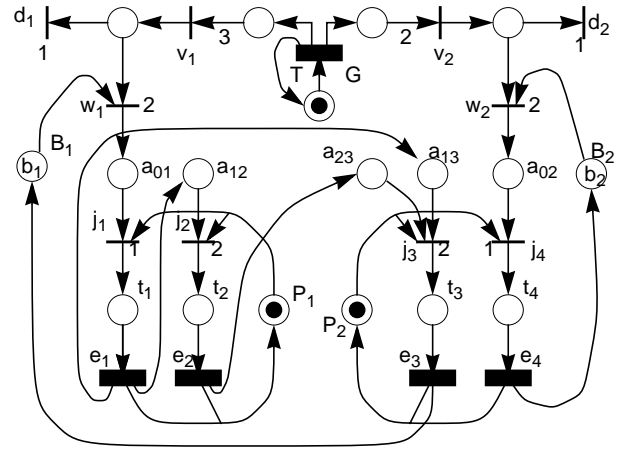 d1 1 v1 3 2 v2 1 d2
T G
w1 2 w2 2
B1 B2
b1 a01 a12 a23 a13 a02 b2
j1 1 j2 2 j3 2 1 j4
t1 t2 P1 P2 t3 t4
e1 e2 e3 e4